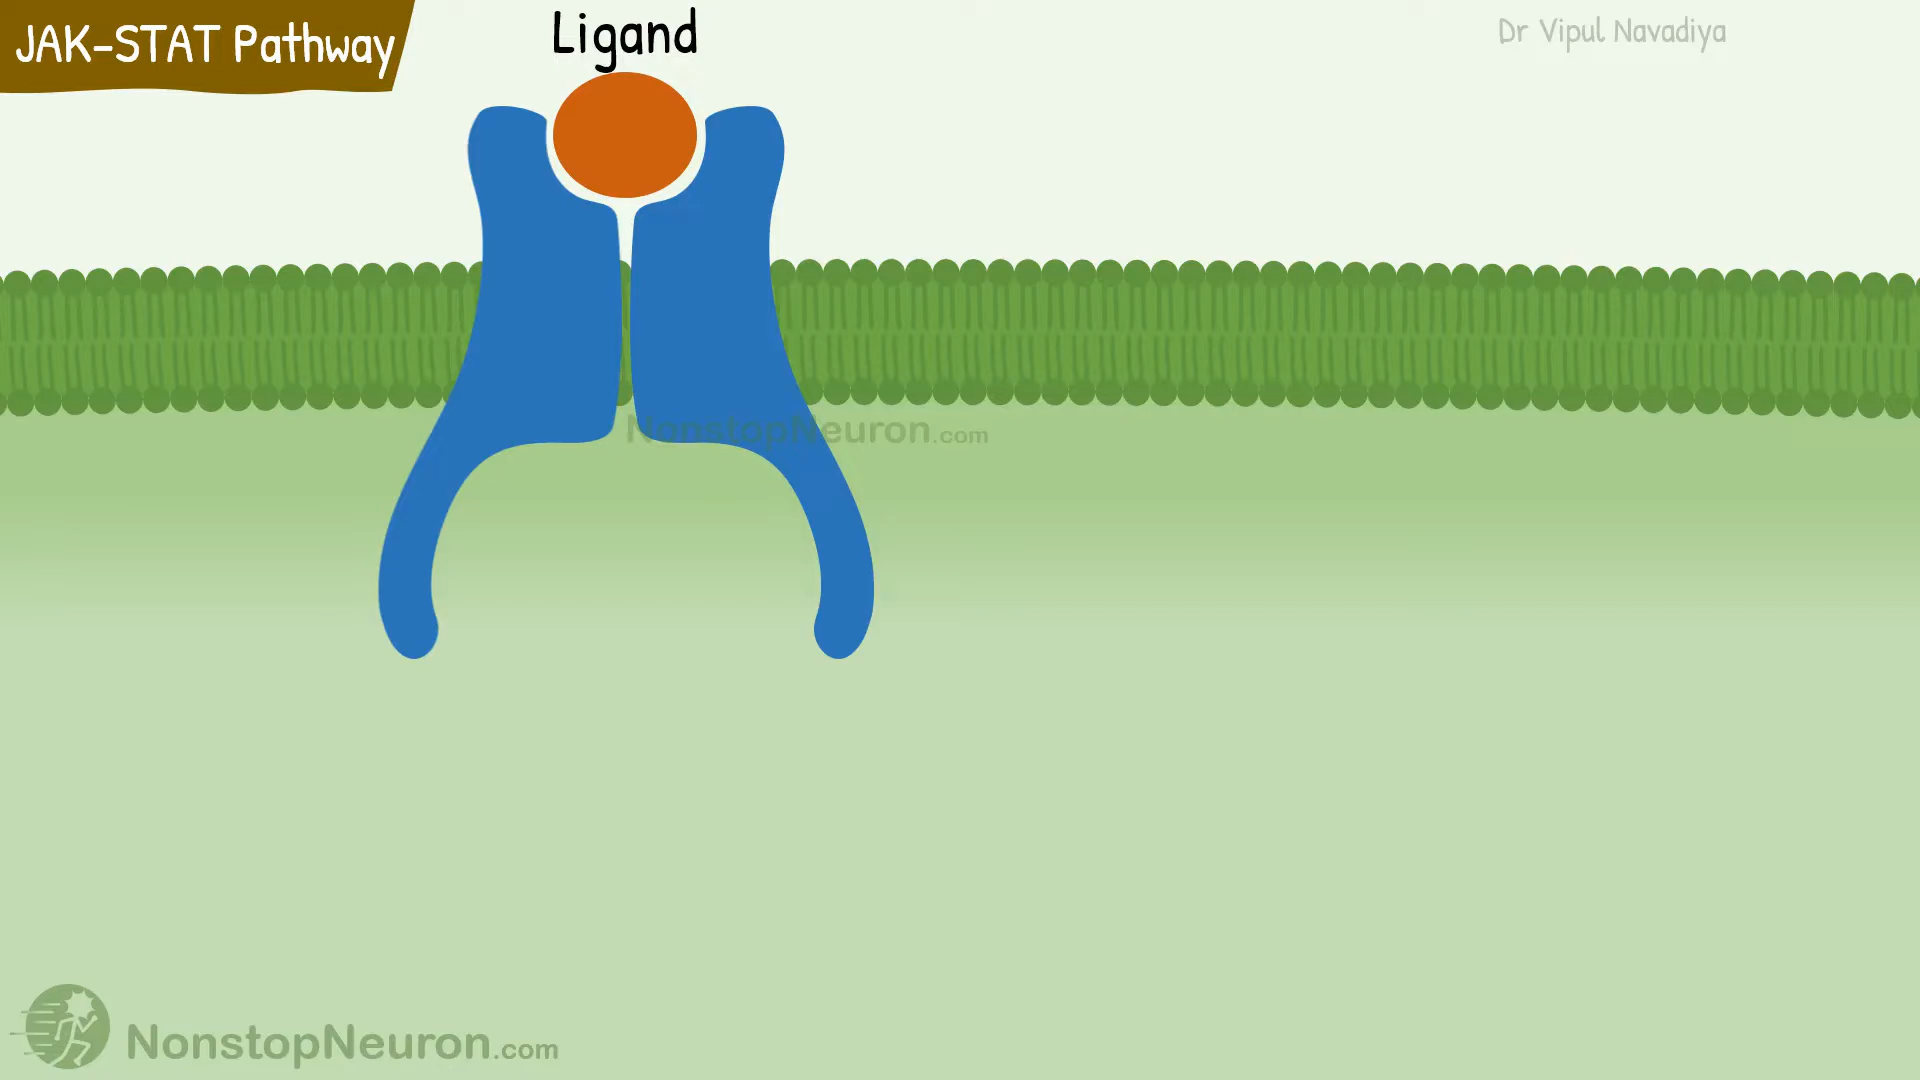 JAK-STAT Pathway
Ligand
Dr Vipul Navadiya
NonstopNeuron.com
NonstopNeuron.com